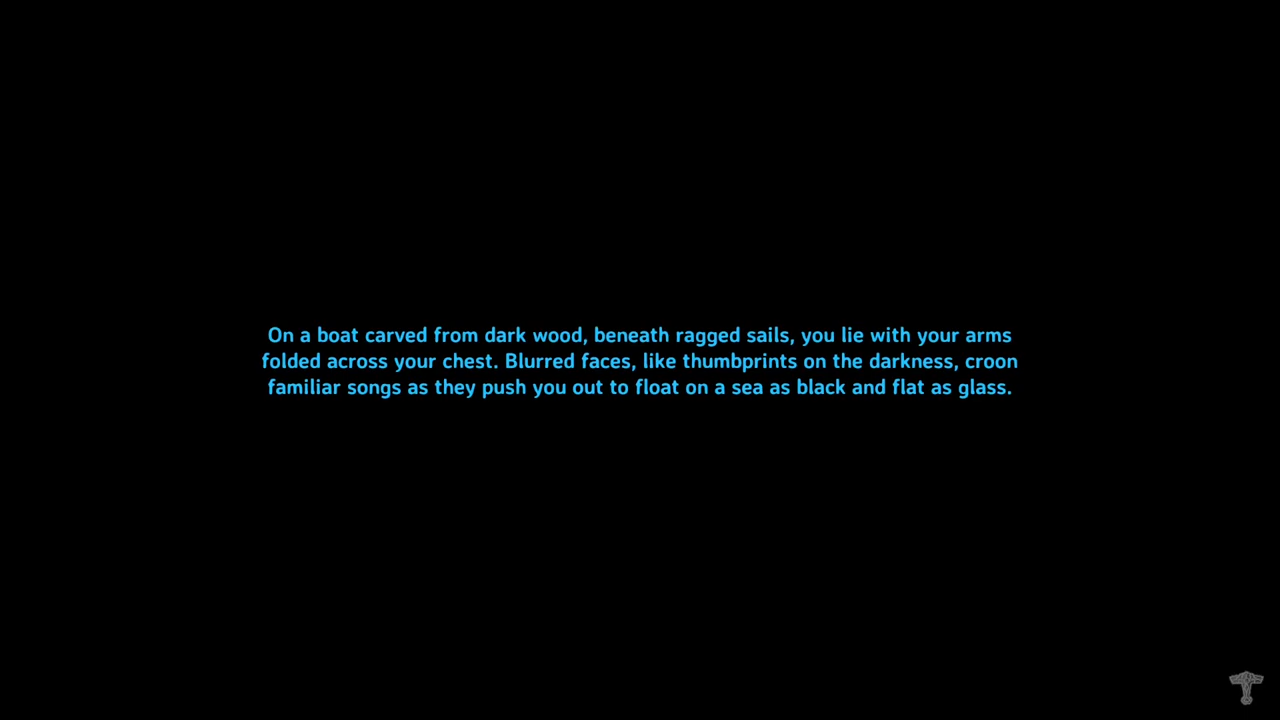 On a boat carved from dark wood, beneath ragged sails, you lie with your arms
folded across your chest. Blurred faces, like thumbprints on the darkness, croon
familiar songs as they push you out to float on a sea as black and flat as glass.